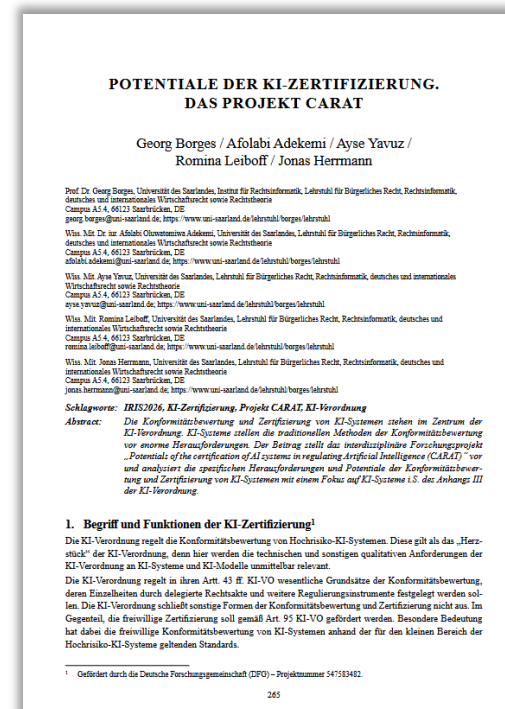 POTENTIALE DER KI-ZERTIFIZIERUNG.
DAS PROJEKT CARAT
Georg Borges / Afolabi Adekemi / Ayse Yavuz /
Romina Leiboff / Jonas Herrmann
Prof. Dr. Georg Borges, Universität des Saarlandes, Institut für Rechtsinformatik, Lehrstuhl für Bürgerliches Recht, Rechtsinformatik,
deutsches und internationales Wirtschaftsrecht sowie Rechtstheorie
Campus A5.4, 66123 Saarbrücken, DE
georg.borges@uni-saarland.de; https://www.uni-saarland.de/lehrstuhl/borges/lehrstuhl
Wiss. Mit. Dr. iur. Afolabi Oluwatomiwa Adekemi, Universität des Saarlandes, Lehrstuhl für Bürgerliches Recht, Rechtsinformatik,
deutsches und internationales Wirtschaftsrecht sowie Rechtstheorie
Campus A5.4, 66123 Saarbrücken, DE
afolabi.adekemi@uni-saarland.de; https://www.uni-saarland.de/lehrstuhl/borges/lehrstuhl
Wiss. Mit. Ayse Yavuz, Universität des Saarlandes, Lehrstuhl für Bürgerliches Recht, Rechtsinformatik, deutsches und internationales
Wirtschaftsrecht sowie Rechtstheorie
Campus A5.4, 66123 Saarbrücken, DE
ayse.yavuz@uni-saarland.de; https://www.uni-saarland.de/lehrstuhl/borges/lehrstuhl
Wiss. Mit. Romina Leiboff, Universität des Saarlandes, Lehrstuhl für Bürgerliches Recht, Rechtsinformatik, deutsches und
internationales Wirtschaftsrecht sowie Rechtstheorie
Campus A5.4, 66123 Saarbrücken, DE
romina.leiboff@uni-saarland.de; https://www.uni-saarland.de/lehrstuhl/borges/lehrstuhl
Wiss. Mit. Jonas Herrmann, Universität des Saarlandes, Lehrstuhl für Bürgerliches Recht, Rechtsinformatik, deutsches und
internationales Wirtschaftsrecht sowie Rechtstheorie
Campus A5.4, 66123 Saarbrücken, DE
jonas.herrmann@uni-saarland.de; https://www.uni-saarland.de/lehrstuhl/borges/lehrstuhl
Schlagworte: IRIS2026, KI-Zertifizierung, Projekt CARAT, KI-Verordnung
Abstract: Die Konformitätsbewertung und Zertifizierung von KI-Systemen stehen im Zentrum der
KI-Verordnung. KI-Systeme stellen die traditionellen Methoden der Konformitätsbewertung
vor enorme Herausforderungen. Der Beitrag stellt das interdisziplinäre Forschungsprojekt
„Potentials of the certification of AI systems in regulating Artificial Intelligence (CARAT)“ vor
und analysiert die spezifischen Herausforderungen und Potentiale der Konformitätsbewer-
tung und Zertifizierung von KI-Systemen mit einem Fokus auf KI-Systeme i.S. des Anhangs III
der KI-Verordnung.
1. Begriff und Funktionen der KI-Zertifizierung¹
Die KI-Verordnung regelt die Konformitätsbewertung von Hochrisiko-KI-Systemen. Diese gilt als das „Herz-
stück“ der KI-Verordnung, denn hier werden die technischen und sonstigen qualitativen Anforderungen der
KI-Verordnung an KI-Systeme und KI-Modelle unmittelbar relevant.
Die KI-Verordnung regelt in ihren Artt. 43 ff. KI-VO wesentliche Grundsätze der Konformitätsbewertung,
deren Einzelheiten durch delegierte Rechtsakte und weitere Regulierungsinstrumente festgelegt werden sol-
len. Die KI-Verordnung schließt sonstige Formen der Konformitätsbewertung und Zertifizierung nicht aus. Im
Gegenteil, die freiwillige Zertifizierung soll gemäß Art. 95 KI-VO gefördert werden. Besondere Bedeutung
hat dabei die freiwillige Konformitätsbewertung von KI-Systemen anhand der für den kleinen Bereich der
Hochrisiko-KI-Systeme geltenden Standards.
¹ Gefördert durch die Deutsche Forschungsgemeinschaft (DFG) – Projektnummer 547583482.
265